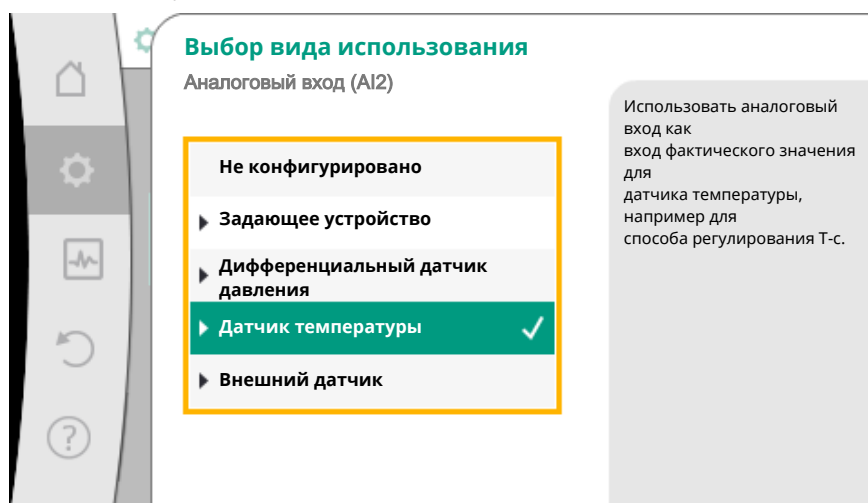 Выбор вида использования
Аналоговый вход (AI2)
Не конфигурировано
Задающее устройство
Дифференциальный датчик
давления
Датчик температуры
Внешний датчик
Использовать аналоговый
вход как
вход фактического значения
для
датчика температуры,
например для
способа регулирования Т-с.
?